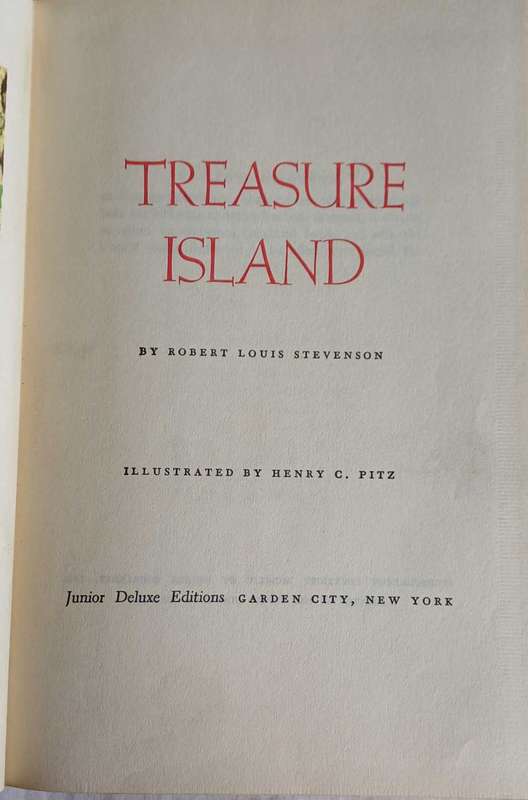 TREASURE
ISLAND
BY ROBERT LOUIS STEVENSON
ILLUSTRATED BY HENRY C. PITZ
Junior Deluxe Editions GARDEN CITY, NEW YORK